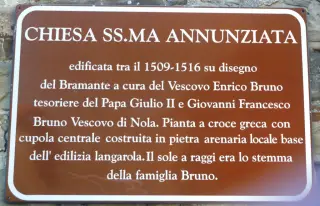 CHIESA SS.MA ANNUNZIATA
edificata tra il 1509-1516 su disegno
del Bramante a cura del Vescovo Enrico Bruno
tesoriere del Papa Giulio II e Giovanni Francesco
Bruno Vescovo di Nola. Pianta a croce greca con
cupola centrale costruita in pietra arenaria locale base
dell' edilizia langarola.Il sole a raggi era lo stemma
della famiglia Bruno.